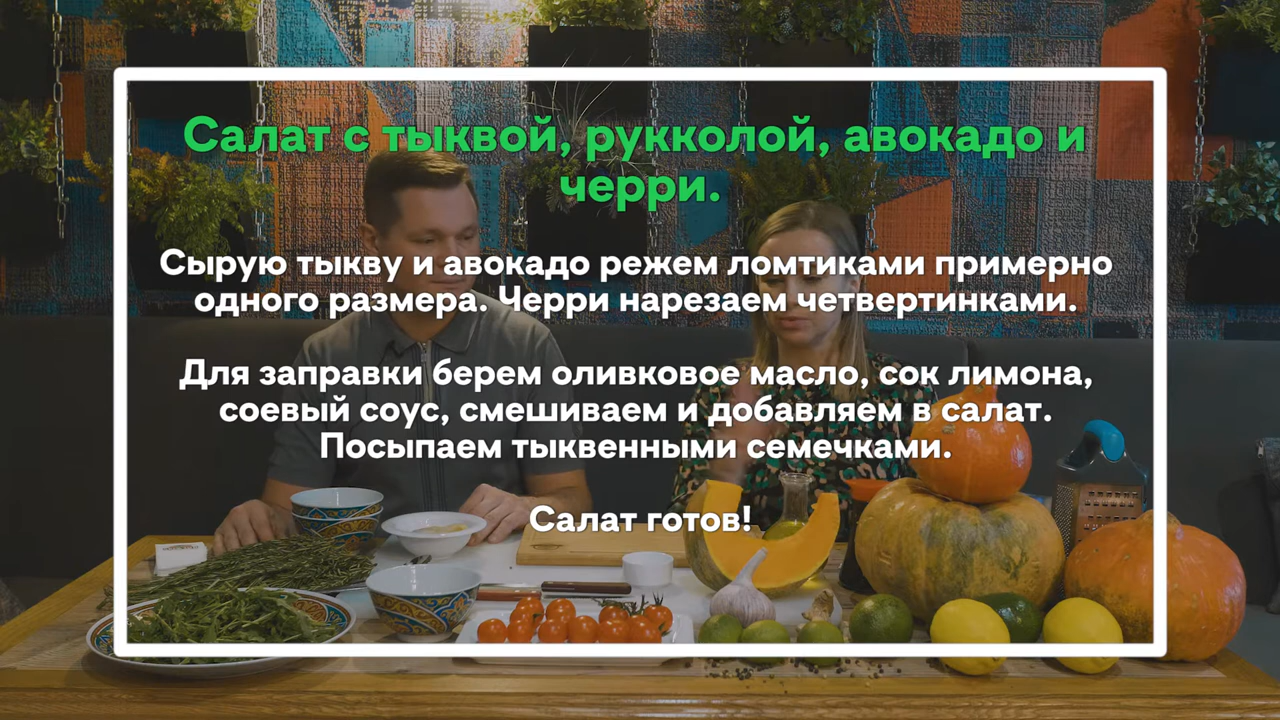 Салат с тыквой, рукколой, авокадо и
черри.
Сырую тыкву и авокадо режем ломтиками примерно
одного размера. Черри нарезаем четвертинками.
Для заправки берем оливковое масло, сок лимона,
соевый соус, смешиваем и добавляем в салат.
Посыпаем тыквенными семечками.
Салат готов!